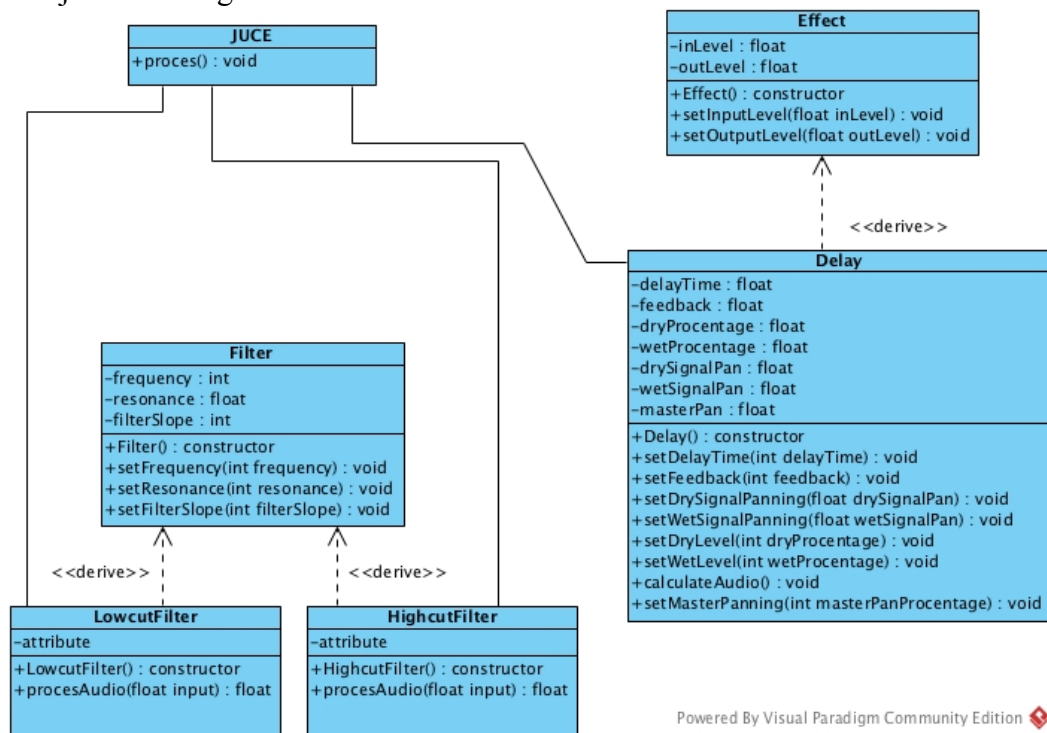 JUCE
+proces() : void
Effect
-inLevel : float
-outLevel : float
+Effect() : constructor
+setInputLevel(float inLevel) : void
+setOutputLevel(float outLevel) : void
<<derive>>
Delay
-delayTime : float
-feedback : float
-dryProcentage : float
-wetProcentage : float
-drySignalPan : float
-wetSignalPan : float
-masterPan : float
+Delay() : constructor
+setDelayTime(int delayTime) : void
+setFeedback(int feedback) : void
+setDrySignalPanning(float drySignalPan) : void
+setWetSignalPanning(float wetSignalPan) : void
+setDryLevel(int dryProcentage) : void
+setWetLevel(int wetProcentage) : void
+calculateAudio() : void
+setMasterPanning(int masterPanProcentage) : void
Filter
-frequency : int
-resonance : float
-filterSlope : int
+Filter() : constructor
+setFrequency(int frequency) : void
+setResonance(int resonance) : void
+setFilterSlope(int filterSlope) : void
<<derive>>
<<derive>>
LowcutFilter
-attribute
+LowcutFilter() : constructor
+procesAudio(float input) : float
HighcutFilter
-attribute
+HighcutFilter() : constructor
+procesAudio(float input) : float
Powered By Visual Paradigm Community Edition